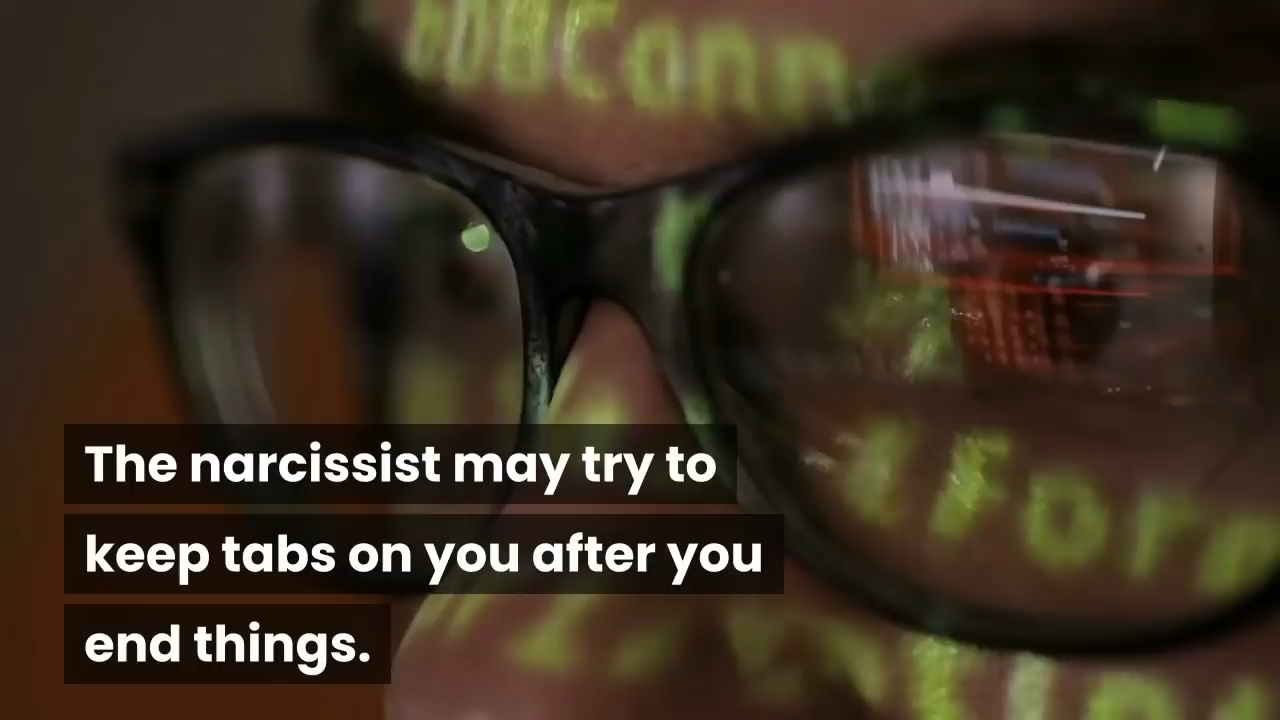 The narcissist may try to
keep tabs on you after you
end things.